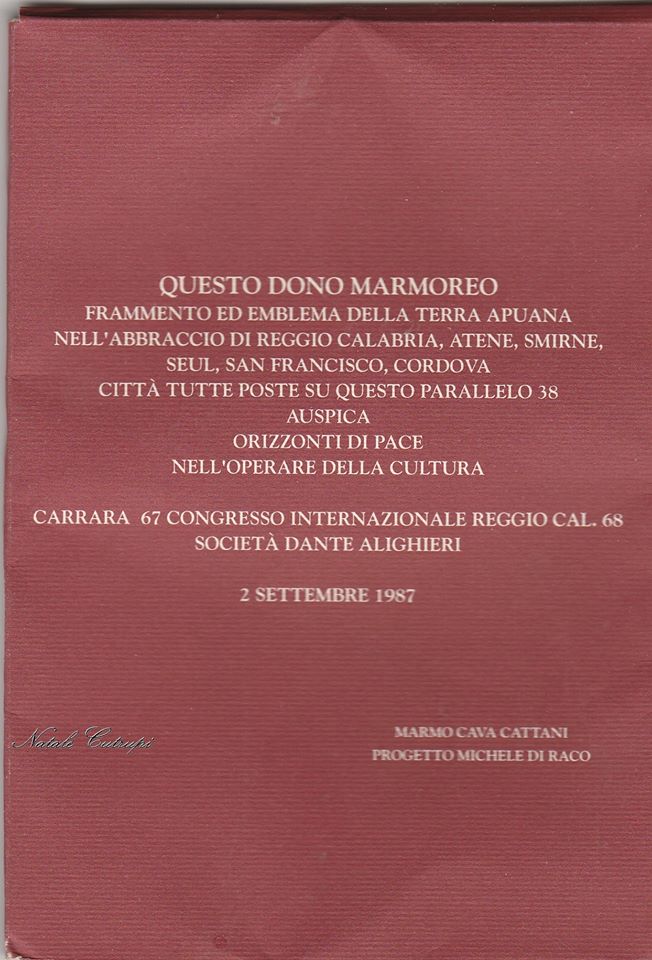 QUESTO DONO MARMOREO
FRAMMENTO ED EMBLEMA DELLA TERRA APUANA
NELL'ABBRACCIO DI REGGIO CALABRIA, ATENE, SMIRNE,
SEUL, SAN FRANCISCO, CORDOVA
CITTÀ TUTTE POSTE SU QUESTO PARALLELO 38
AUSPICA
ORIZZONTI DI PACE
NELL'OPERARE DELLA CULTURA
CARRARA 67 CONGRESSO INTERNAZIONALE REGGIO CAL. 68
SOCIETÀ DANTE ALIGHIERI
2 SETTEMBRE 1987
Natale Cutrupi
MARMO CAVA CATTANI
PROGETTO MICHELE DI RACO